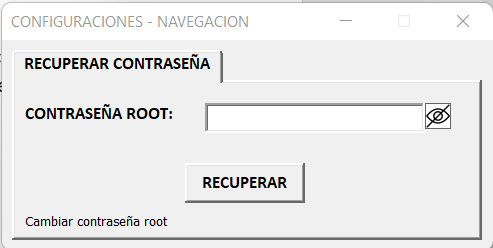 CONFIGURACIONES - NAVEGACION
RECUPERAR CONTRASEÑA
CONTRASEÑA ROOT:
RECUPERAR
Cambiar contraseña root